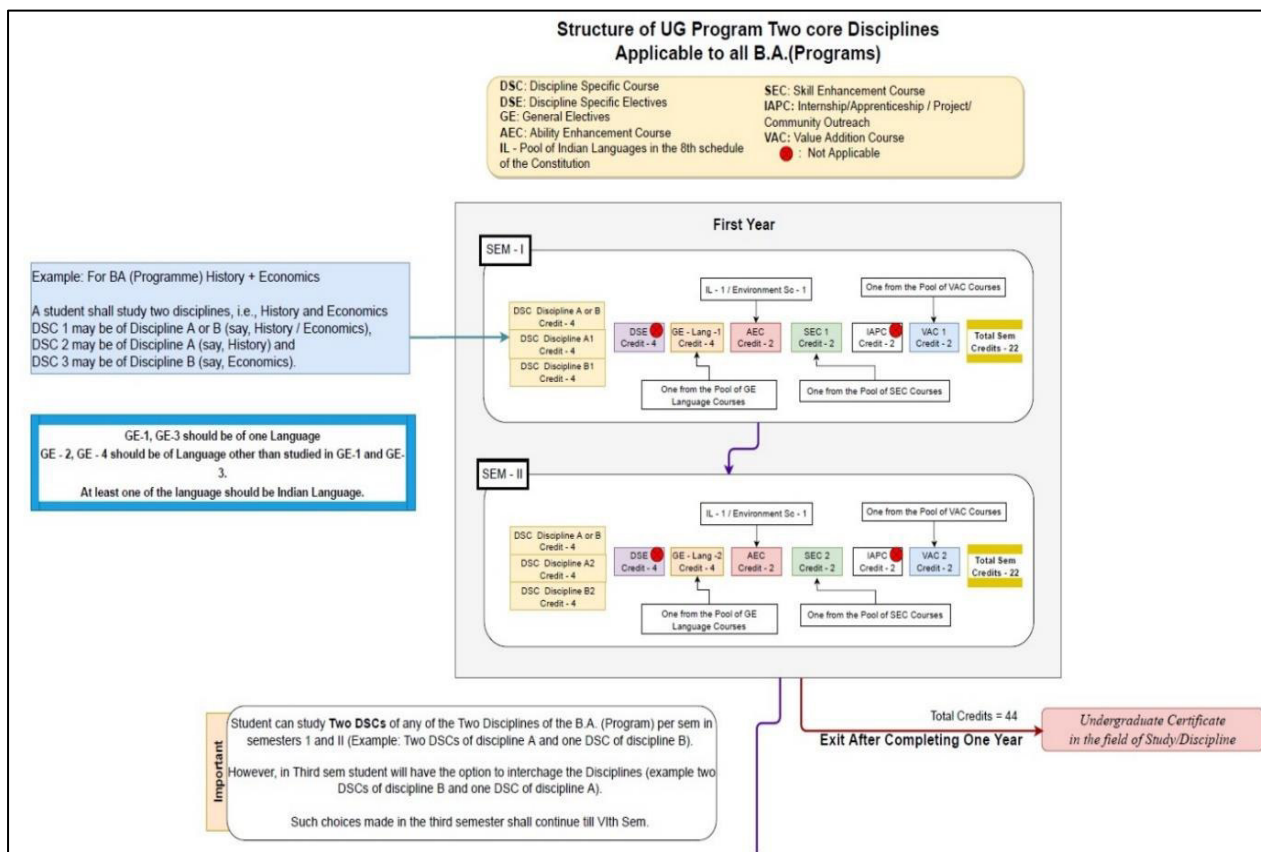 Structure of UG Program Two core Disciplines
Applicable to all B.A.(Programs)
DSC: Discipline Specific Course
DSE: Discipline Specific Electives
GE: General Electives
AEC: Ability Enhancement Course
IL - Pool of Indian Languages in the 8th schedule
of the Constitution
SEC: Skill Enhancement Course
IAPC: Internship/Apprenticeship / Project/
Community Outreach
VAC: Value Addition Course
: Not Applicable
First Year
Example: For BA (Programme) History + Economics
A student shall study two disciplines, i.e., History and Economics
DSC 1 may be of Discipline A or B (say, History / Economics),
DSC 2 may be of Discipline A (say, History) and
DSC 3 may be of Discipline B (say, Economics).
GE-1, GE-3 should be of one Language
GE - 2, GE - 4 should be of Language other than studied in GE-1 and GE-
3.
At least one of the language should be Indian Language.
SEM - I
IL - 1 / Environment Sc - 1
One from the Pool of VAC Courses
DSC Discipline A or B
Credit - 4
DSC Discipline A1
Credit - 4
DSC Discipline B1
Credit - 4
DSE
Credit - 4
GE - Lang -1
Credit - 4
AEC
Credit - 2
SEC 1
Credit - 2
IAPC
Credit - 2
VAC 1
Credit - 2
Total Sem
Credits - 22
One from the Pool of GE
Language Courses
One from the Pool of SEC Courses
SEM - II
IL - 1 / Environment Sc - 1
One from the Pool of VAC Courses
DSC Discipline A or B
Credit - 4
DSC Discipline A2
Credit - 4
DSC Discipline B2
Credit - 4
DSE
Credit - 4
GE - Lang -2
Credit - 4
AEC
Credit - 2
SEC 2
Credit - 2
IAPC
Credit - 2
VAC 2
Credit - 2
Total Sem
Credits - 22
One from the Pool of GE
Language Courses
One from the Pool of SEC Courses
Important
Student can study Two DSCs of any of the Two Disciplines of the B.A. (Program) per sem in
semesters 1 and II (Example: Two DSCs of discipline A and one DSC of discipline B).
However, in Third sem student will have the option to interchage the Disciplines (example two
DSCs of discipline B and one DSC of discipline A).
Such choices made in the third semester shall continue till VIth Sem.
Total Credits = 44
Exit After Completing One Year
Undergraduate Certificate
in the field of Study/Discipline